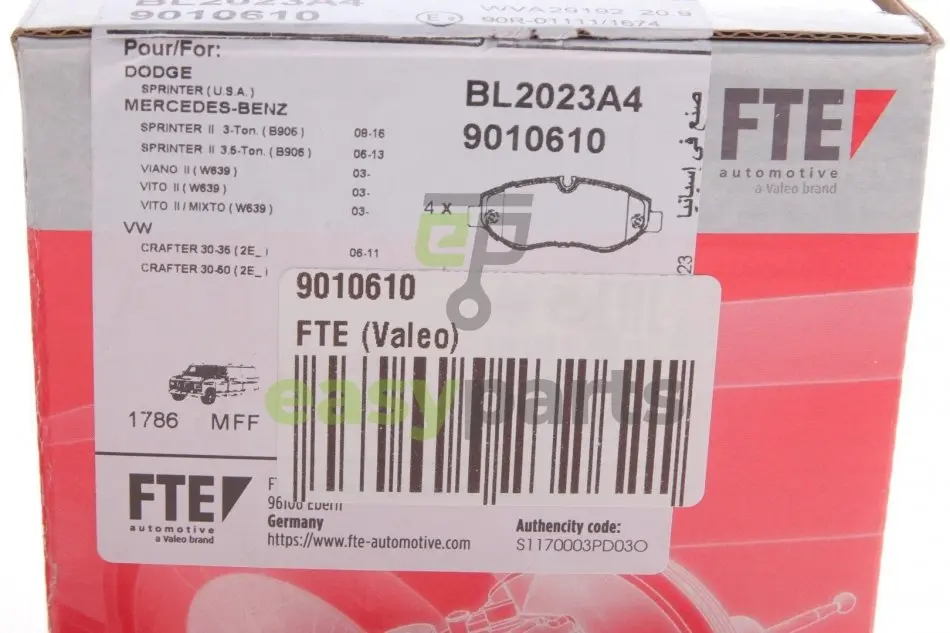 BL2023A4
9010610
WVA29192 20.9
90R-01111/1674
Pour/For:
DODGE
SPRINTER (U.S.A.)
MERCEDES-BENZ
SPRINTER II 3-Ton. (B906) 08-16
SPRINTER II 3.5-Ton. (B906) 06-13
VIANO II (W639) 03-
VITO II (W639) 03-
VITO II / MIXTO (W639) 03-
VW
CRAFTER 30-35 (2E_) 06-11
CRAFTER 30-50 (2E_)
BL2023A4
9010610
4 x
صنع في إسبانيا
23
FTE
automotive
a Valeo brand
9010610
FTE (Valeo)
easyparts
1786 MFF
FTE
automotive
a Valeo brand
96106 Ebern
Germany
https://www.fte-automotive.com
Authencity code:
S1170003PD03O